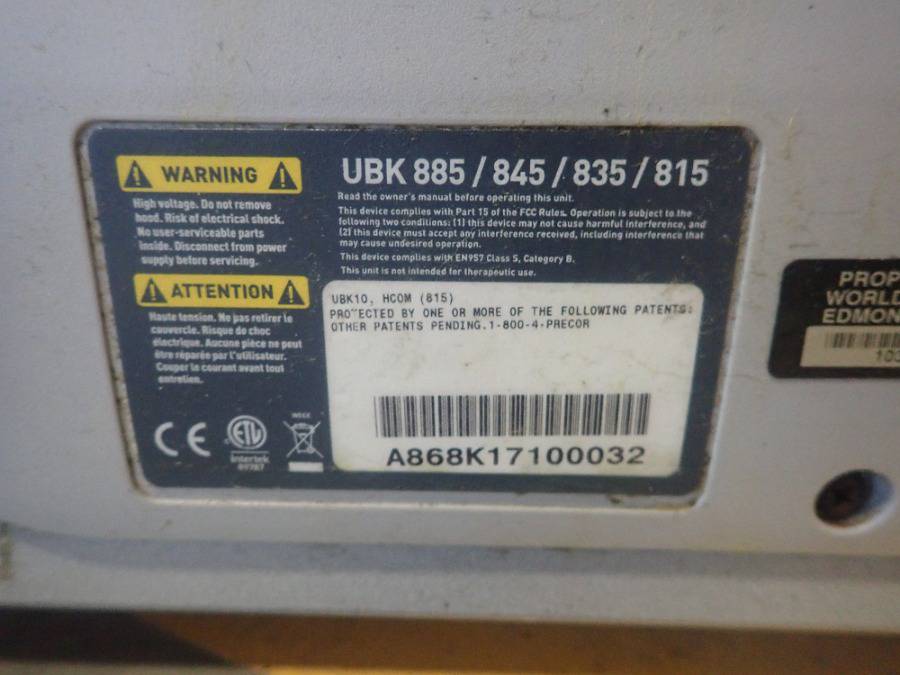 WARNING
High voltage. Do not remove
hood. Risk of electrical shock.
No user-serviceable parts
inside. Disconnect from power
supply before servicing.
ATTENTION
Haute tension. Ne pas retirer le
couvercle. Risque de choc
électrique. Aucune pièce ne peut
être réparée par l'utilisateur.
Couper le courant avant tout
entretien.
CE
ETL
Intertek
WEEE
UBK 885 / 845 / 835 / 815
Read the owner's manual before operating this unit.
This device complies with Part 15 of the FCC Rules. Operation is subject to the
following two conditions: (1) this device may not cause harmful interference, and
(2) this device must accept any interference received, including interference that
may cause undesired operation.
This device complies with EN957 Class S, Category B.
This unit is not intended for therapeutic use.
UBK10, HCOM (815)
PROTECTED BY ONE OR MORE OF THE FOLLOWING PATENTS:
OTHER PATENTS PENDING.1-800-4-PRECOR
A868K17100032
PROP
WORLD
EDMON
103